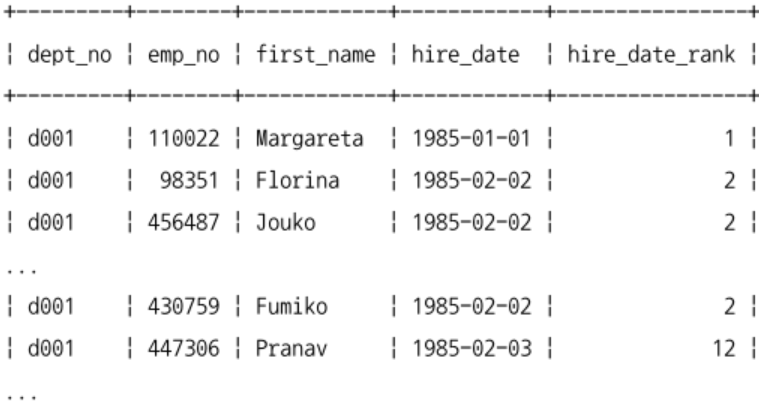 +---------+--------+------------+------------+----------------+
| dept_no | emp_no | first_name | hire_date  | hire_date_rank |
+---------+--------+------------+------------+----------------+
| d001    | 110022 | Margareta  | 1985-01-01 |              1 |
| d001    |  98351 | Florina    | 1985-02-02 |              2 |
| d001    | 456487 | Jouko      | 1985-02-02 |              2 |
...
| d001    | 430759 | Fumiko     | 1985-02-02 |              2 |
| d001    | 447306 | Pranav     | 1985-02-03 |             12 |
...